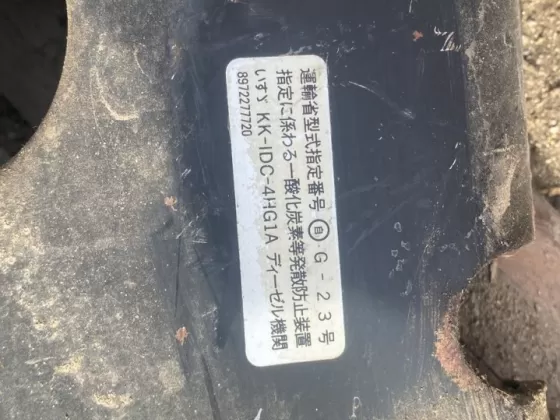 運輸省型式指定番号 ㊀ G-23号
指定に係わる一酸化炭素等発散防止装置
いすゞ KK-IDC-4HG1A ディーゼル機関
8972277720